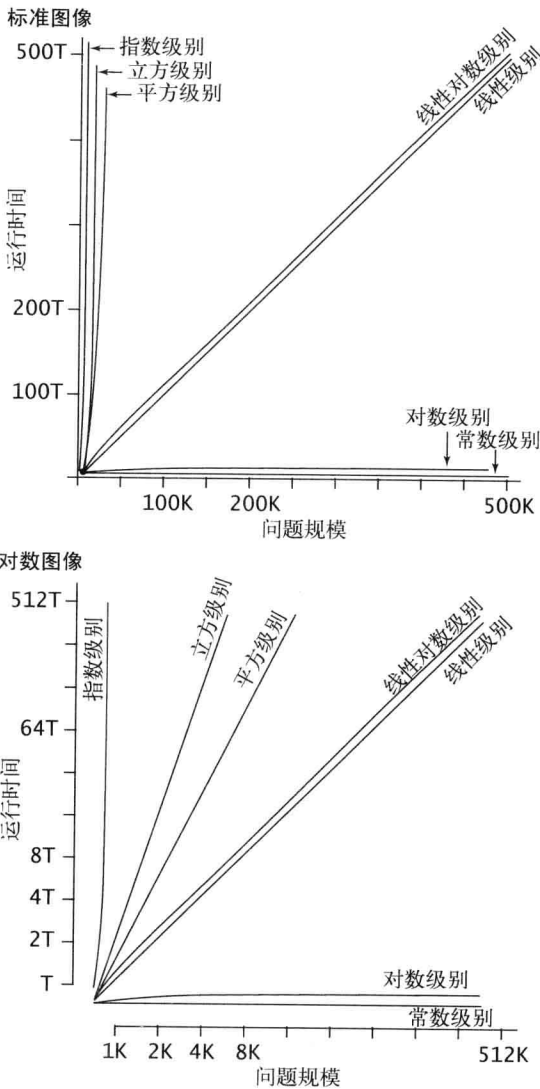 标准图像
500T
指数级别
立方级别
平方级别
线性对数级别
线性级别
运行时间
200T
100T
对数级别
常数级别
100K 200K 500K
问题规模
对数图像
512T
指数级别
立方级别
平方级别
线性对数级别
线性级别
64T
运行时间
8T
4T
2T
T
对数级别
常数级别
1K 2K 4K 8K 512K
问题规模